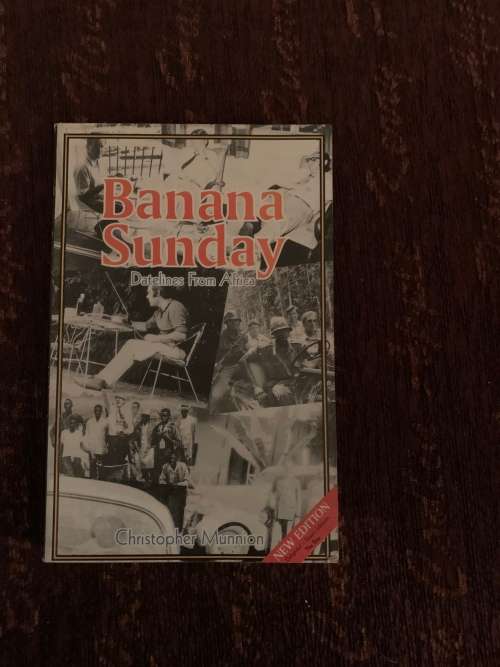 Banana
Sunday
Datelines From Africa
Christopher Munnion
NEW EDITION